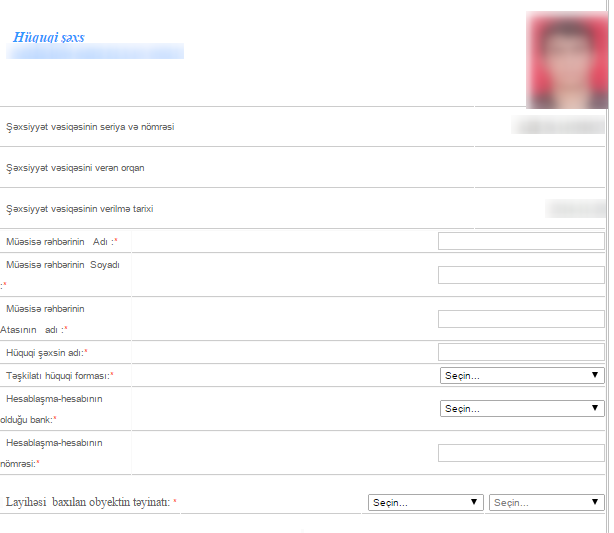 Hüquqi şəxs
Şəxsiyyət vəsiqəsinin seriya və nömrəsi
Şəxsiyyət vəsiqəsini verən orqan
Şəxsiyyət vəsiqəsinin verilmə tarixi
Müəsisə rəhbərinin Adı :*
Müəsisə rəhbərinin Soyadı
:*
Müəsisə rəhbərinin
Atasının adı :*
Hüquqi şəxsin adı:*
Təşkilatı hüquqi forması:* Seçin...
Hesablaşma-hesabının
olduğu bank:* Seçin...
Hesablaşma-hesabının
nömrəsi:*
Layihəsi baxılan obyektin təyinatı: * Seçin... Seçin...